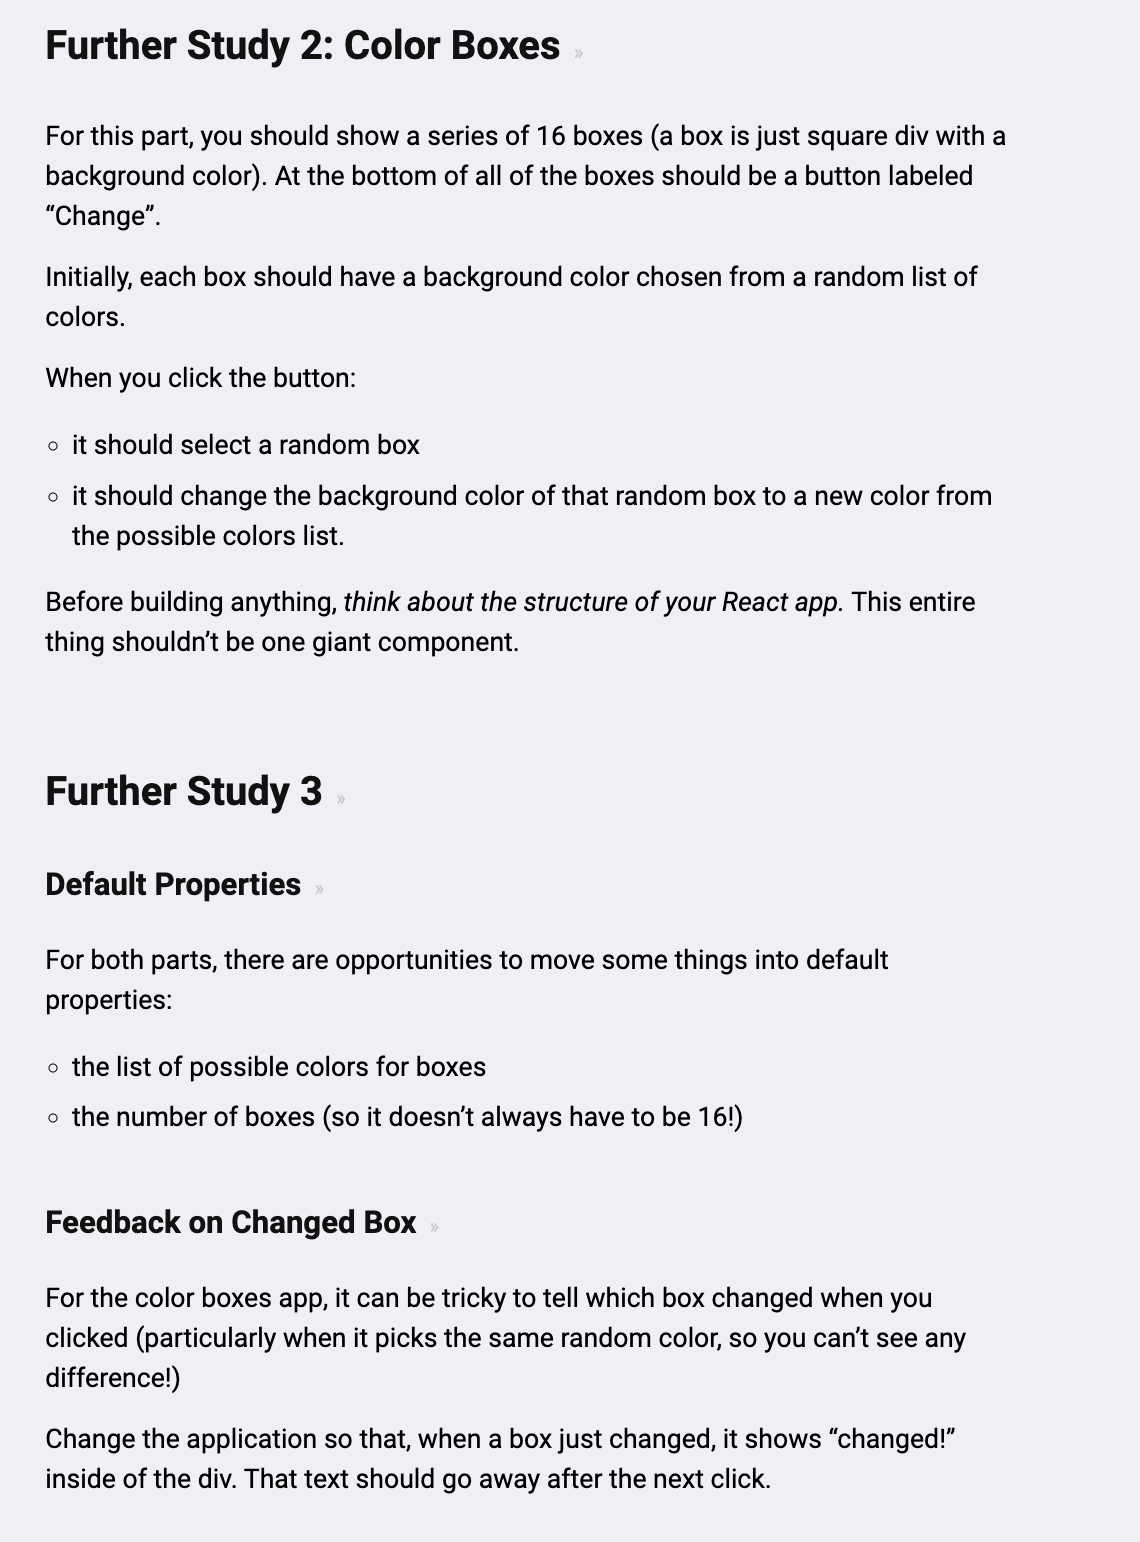 Further Study 2: Color Boxes »
For this part, you should show a series of 16 boxes (a box is just square div with a
background color). At the bottom of all of the boxes should be a button labeled
“Change”.
Initially, each box should have a background color chosen from a random list of
colors.
When you click the button:
◦ it should select a random box
◦ it should change the background color of that random box to a new color from
the possible colors list.
Before building anything, think about the structure of your React app. This entire
thing shouldn’t be one giant component.
Further Study 3 »
Default Properties »
For both parts, there are opportunities to move some things into default
properties:
◦ the list of possible colors for boxes
◦ the number of boxes (so it doesn’t always have to be 16!)
Feedback on Changed Box »
For the color boxes app, it can be tricky to tell which box changed when you
clicked (particularly when it picks the same random color, so you can’t see any
difference!)
Change the application so that, when a box just changed, it shows “changed!”
inside of the div. That text should go away after the next click.